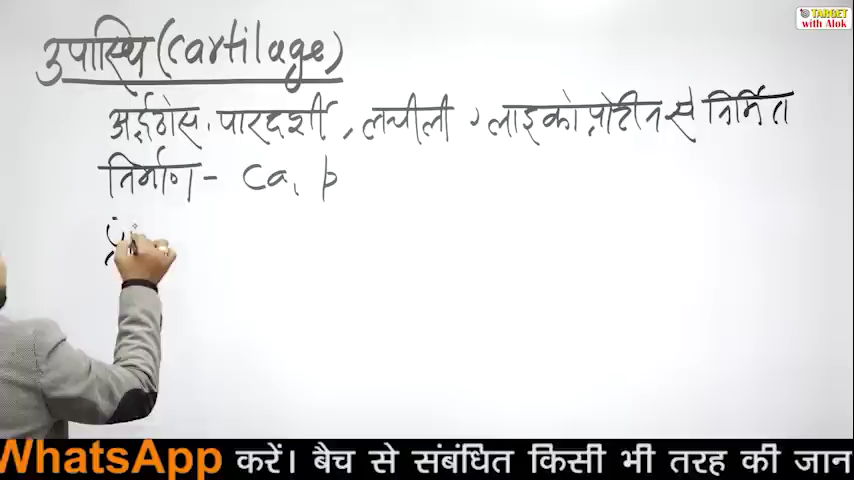 TARGET
with Alok
उपास्थि (Cartilage)
अर्द्धठोस, पारदर्शी, लचीली, ग्लाइकोप्रोटीन से निर्मित
निर्माण - Ca, P
WhatsApp करें। बैच से संबंधित किसी भी तरह की जान